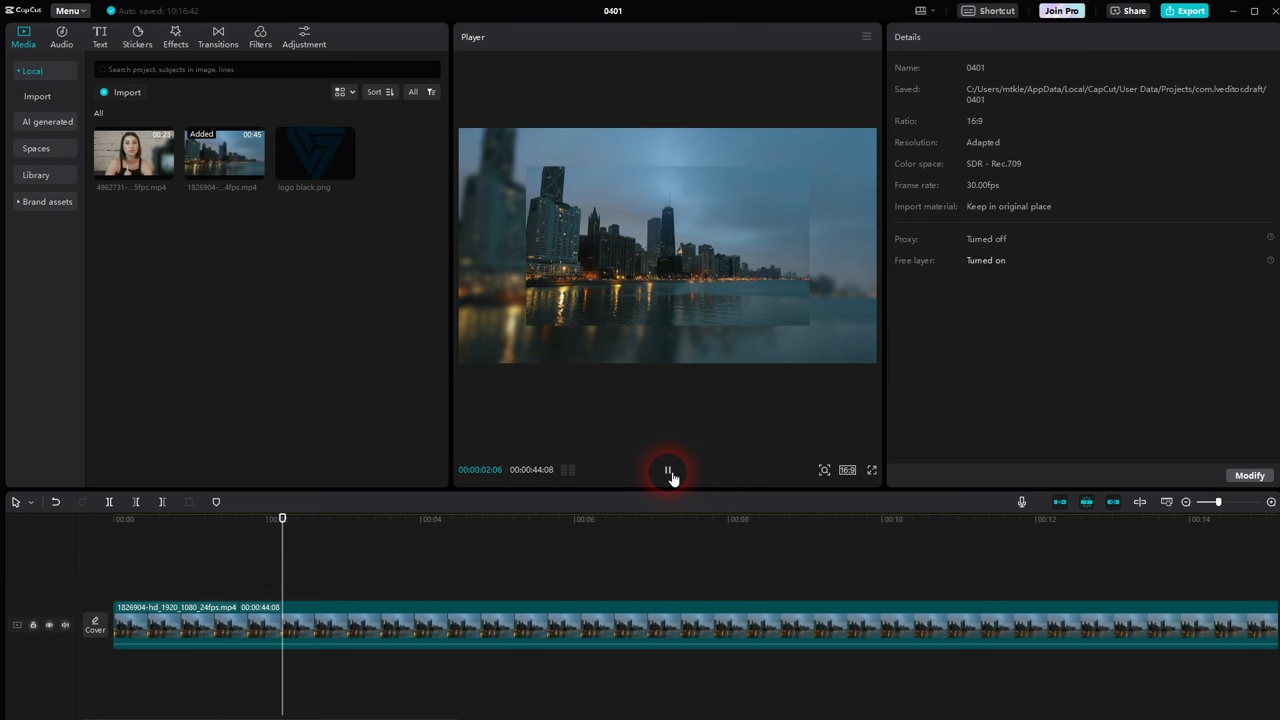 CapCut
Menu
Auto saved: 10:16:42
0401
Shortcut
Join Pro
Share
Export
Media
Audio
Text
Stickers
Effects
Transitions
Filters
Adjustment
Local
Import
AI generated
Spaces
Library
Brand assets
Search project, subjects in image, lines
Import
Sort
All
All
00:23
Added
00:45
4962731-...5fps.mp4
1826904-...4fps.mp4
logo black.png
Player
00:00:02:06
00:00:44:08
16:9
Details
Name: 0401
Saved: C:/Users/mtkle/AppData/Local/CapCut/User Data/Projects/com.lveditor.draft/
0401
Ratio: 16:9
Resolution: Adapted
Color space: SDR - Rec.709
Frame rate: 30.00fps
Import material: Keep in original place
Proxy: Turned off
Free layer: Turned on
Modify
00:00
00:04
00:06
00:08
00:10
00:12
00:14
1826904-hd_1920_1080_24fps.mp4 00:00:44:08
Cover